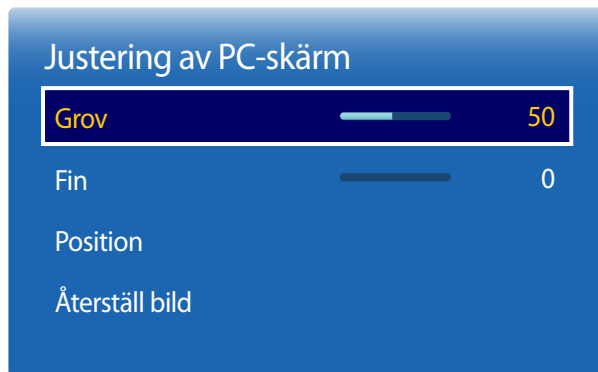 Justering av PC-skärm
Grov 50
Fin 0
Position
Återställ bild